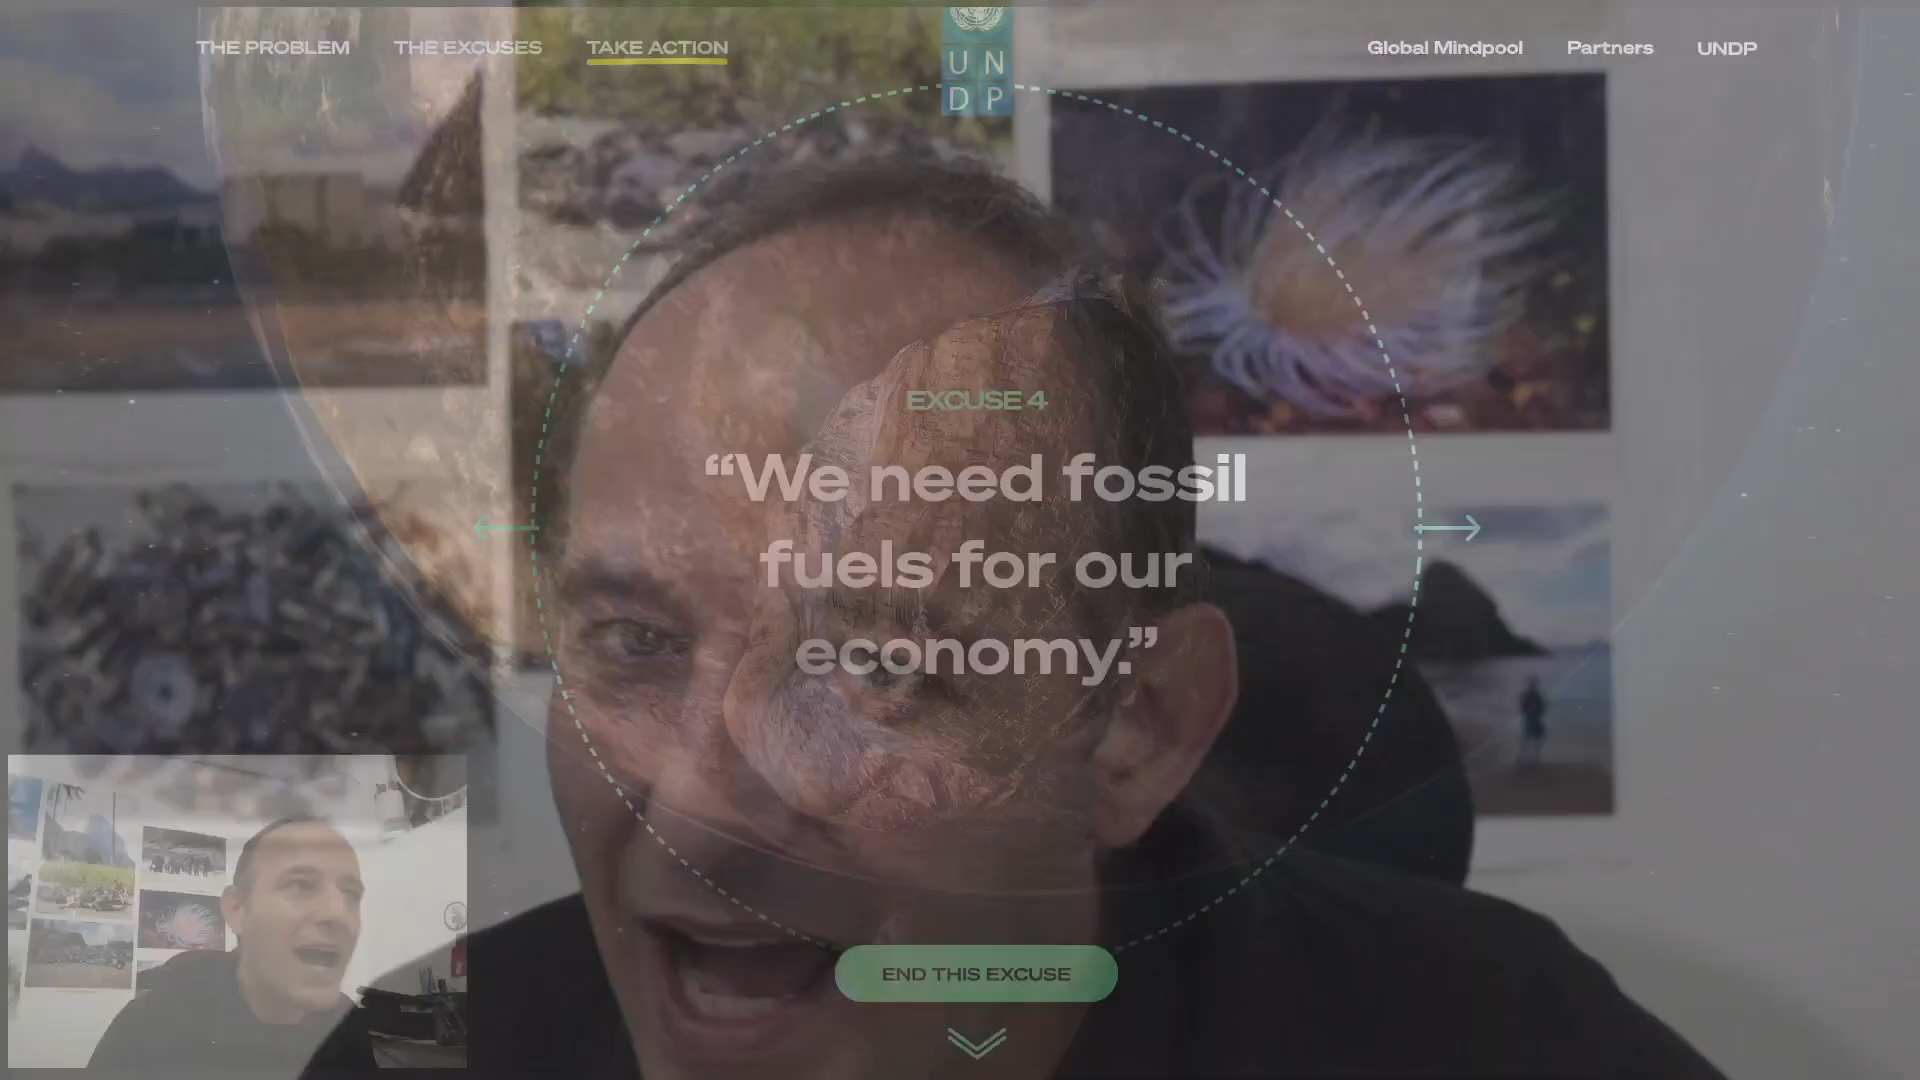 THE PROBLEM THE EXCUSES TAKE ACTION
Global Mindpool Partners UNDP
U N
D P
EXCUSE 4
“We need fossil
fuels for our
economy.”
END THIS EXCUSE